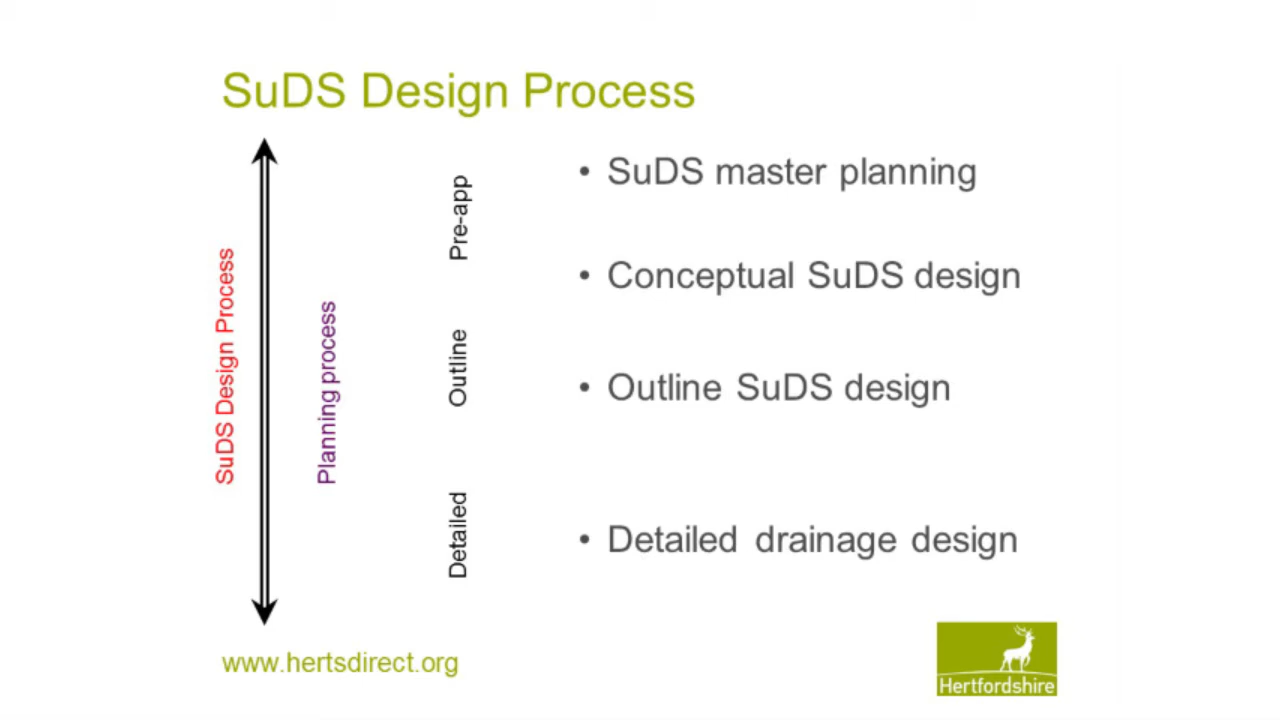 SuDS Design Process
SuDS Design Process
Planning process
Pre-app
Outline
Detailed
• SuDS master planning
• Conceptual SuDS design
• Outline SuDS design
• Detailed drainage design
www.hertsdirect.org
Hertfordshire